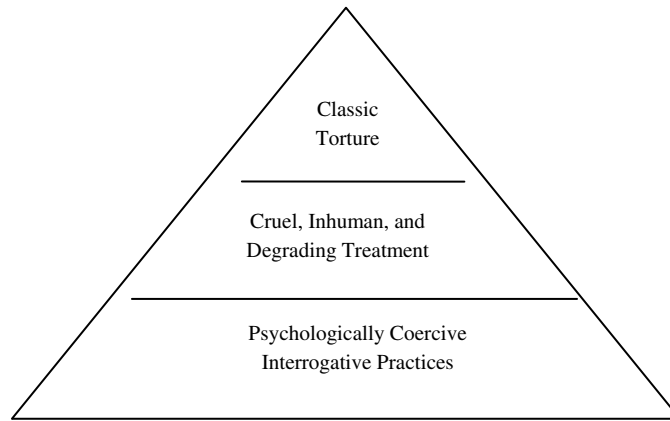 Classic
Torture
Cruel, Inhuman, and
Degrading Treatment
Psychologically Coercive
Interrogative Practices